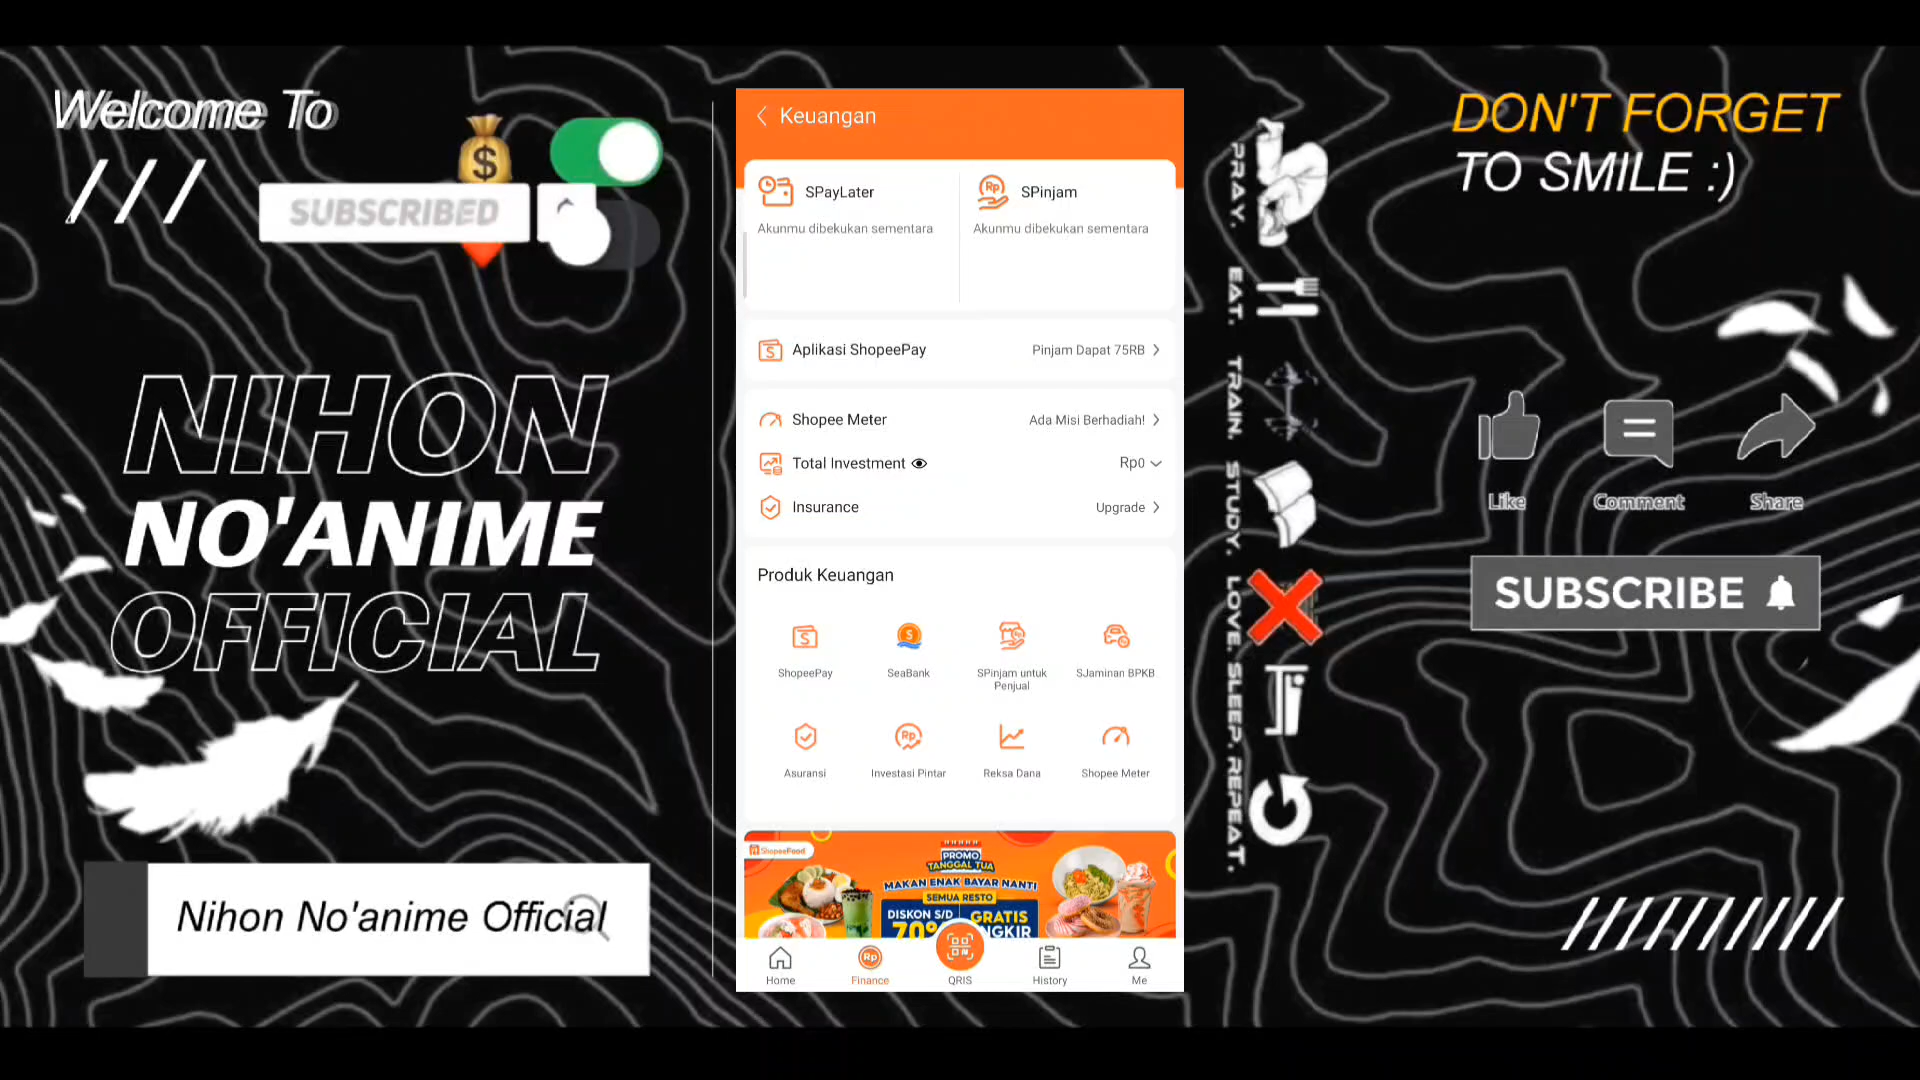 Welcome To
SUBSCRIBED
NIHON
NO'ANIME
OFFICIAL
Nihon No'anime Official
Keuangan
SPayLater
Akunmu dibekukan sementara
SPinjam
Akunmu dibekukan sementara
Aplikasi ShopeePay
Pinjam Dapat 75RB
Shopee Meter
Ada Misi Berhadiah!
Total Investment
Rp0
Insurance
Upgrade
Produk Keuangan
ShopeePay
SeaBank
SPinjam untuk
Penjual
SJaminan BPKB
Asuransi
Investasi Pintar
Reksa Dana
Shopee Meter
ShopeeFood
PROMO
TANGGAL TUA
MAKAN ENAK BAYAR NANTI
SEMUA RESTO
DISKON S/D
70%
GRATIS
Home
Finance
QRIS
History
Me
PRAY. EAT. TRAIN. STUDY. LOVE. SLEEP. REPEAT.
DON'T FORGET
TO SMILE :)
Like
Comment
Share
SUBSCRIBE